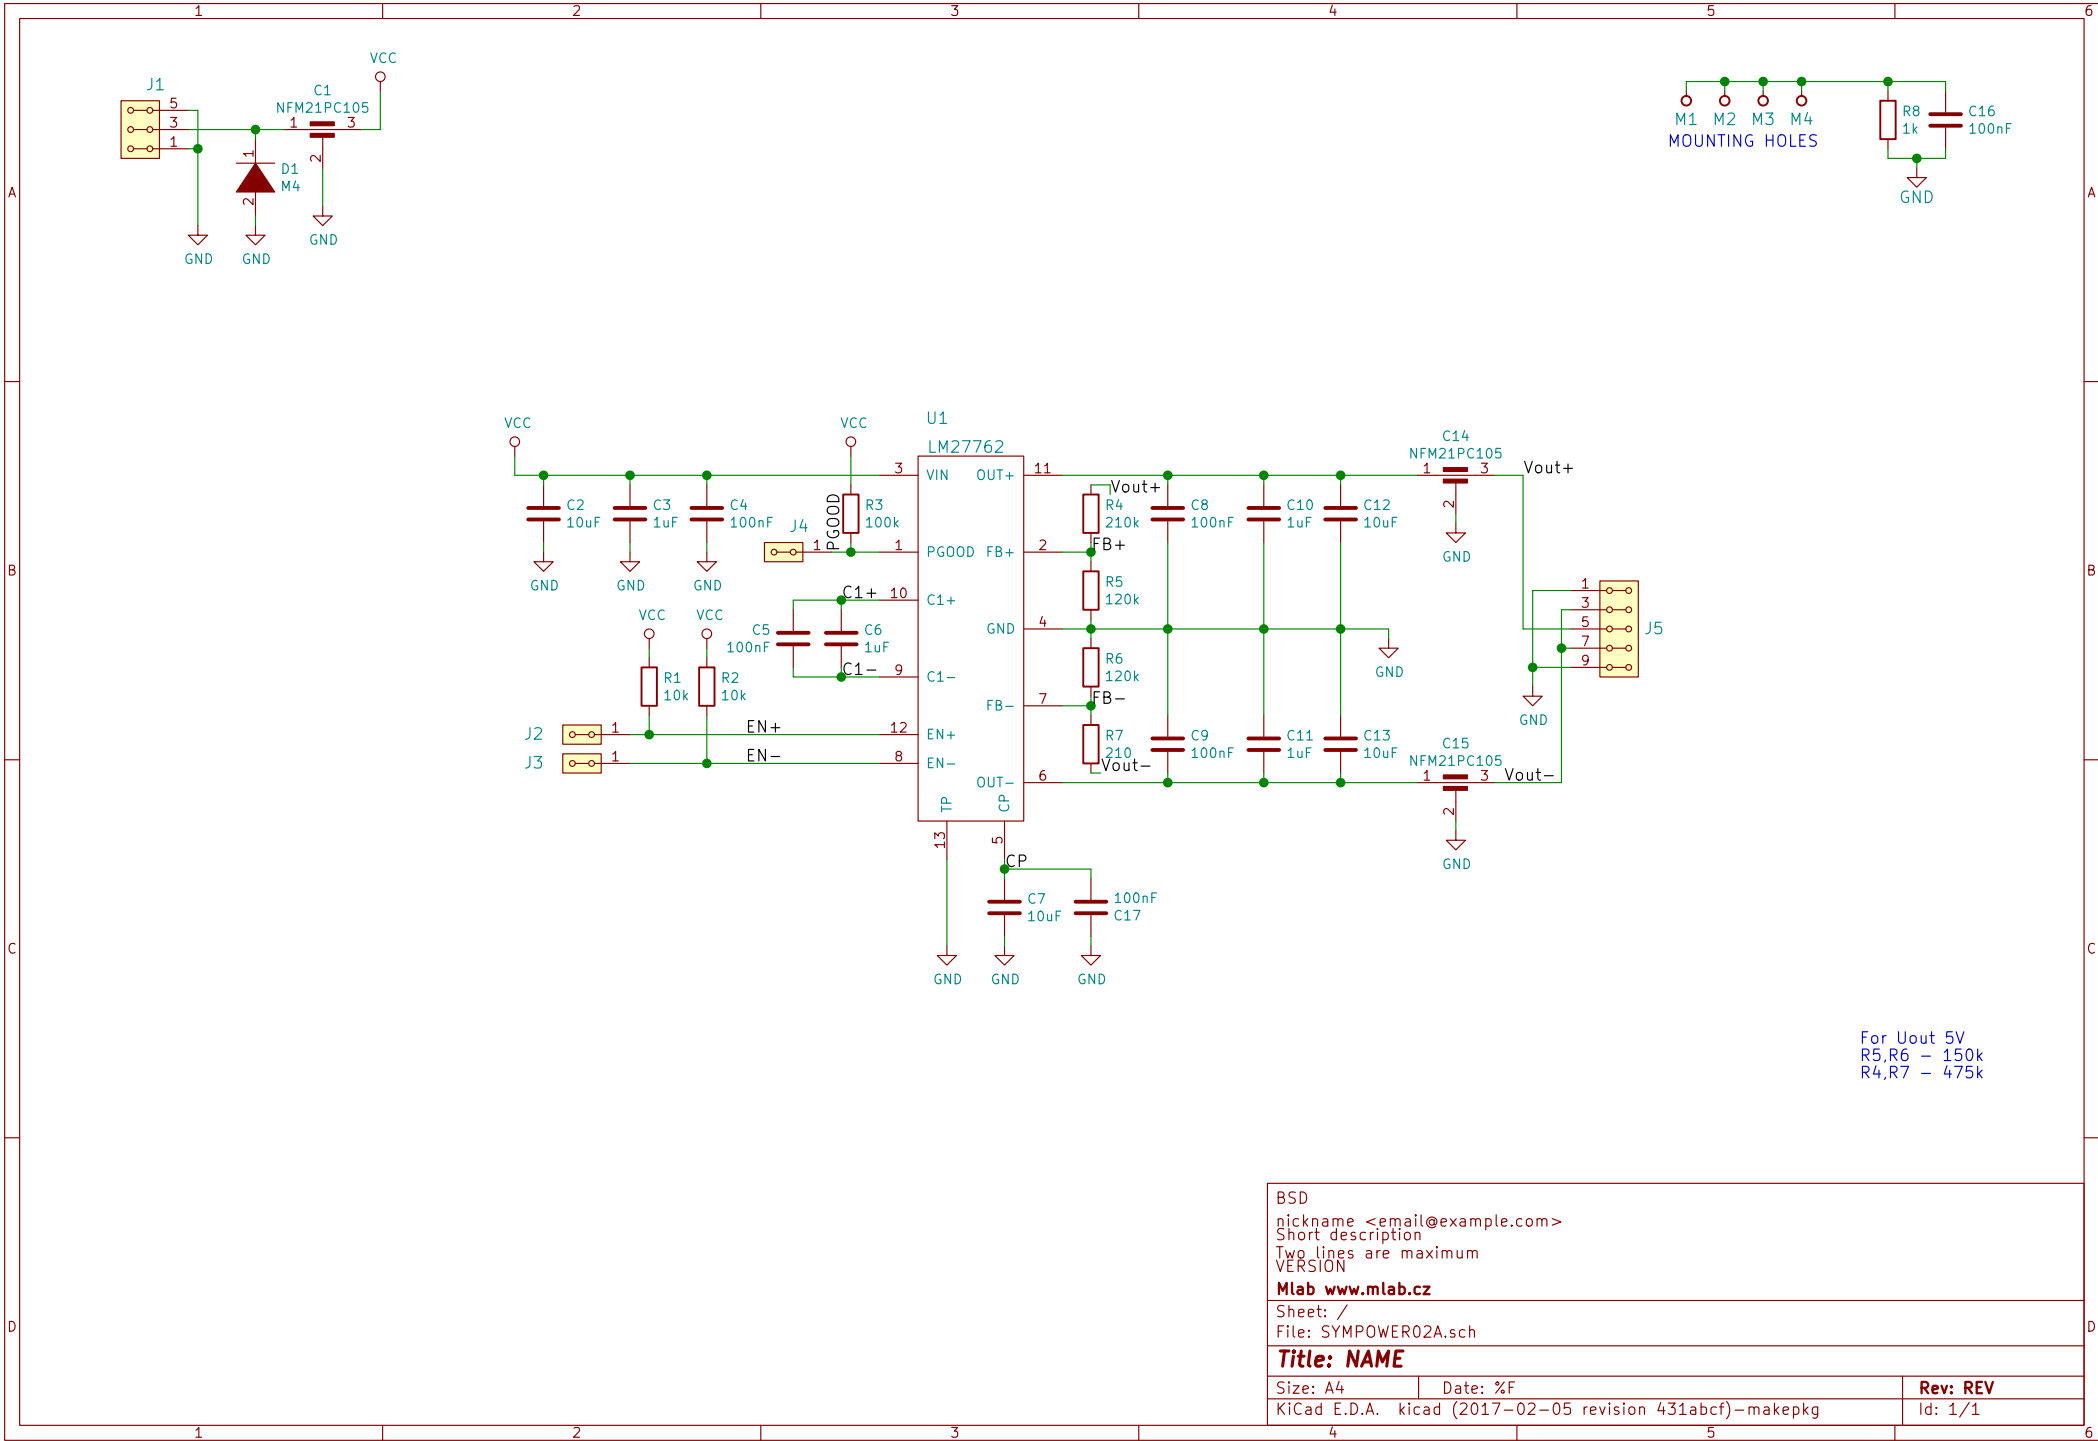 1 2 3 4 5 6
A
B
C
D
A
B
C
D
J1
5
3
1
VCC
C1
NFM21PC105
1 3
2
1
D1
M4
2
GND
GND
GND
M1 M2 M3 M4
MOUNTING HOLES
R8
1k
C16
100nF
GND
VCC
C2
10uF
GND
C3
1uF
GND
C4
100nF
GND
VCC
R3
100k
PGOOD
J4
1
C1+
C5
100nF
C6
1uF
C1-
VCC
R1
10k
VCC
R2
10k
J2
1
EN+
J3
1
EN-
U1
LM27762
3 VIN
1 PGOOD
10 C1+
9 C1-
12 EN+
8 EN-
OUT+ 11
FB+ 2
GND 4
FB- 7
OUT- 6
TP
13
CP
5
GND
CP
C7
10uF
GND
100nF
C17
GND
Vout+
R4
210k
FB+
R5
120k
R6
120k
FB-
R7
210
Vout-
C8
100nF
C10
1uF
C12
10uF
GND
C9
100nF
C11
1uF
C13
10uF
C14
NFM21PC105
1 3
2
GND
Vout+
C15
NFM21PC105
1 3
2
GND
Vout-
1
3
5
7
9
J5
GND
For Uout 5V
R5,R6 - 150k
R4,R7 - 475k
BSD
nickname <email@example.com>
Short description
Two lines are maximum
VERSION
Mlab www.mlab.cz
Sheet: /
File: SYMPOWER02A.sch
Title: NAME
Size: A4 Date: %F Rev: REV
KiCad E.D.A. kicad (2017-02-05 revision 431abcf)-makepkg Id: 1/1
1 2 3 4 5 6